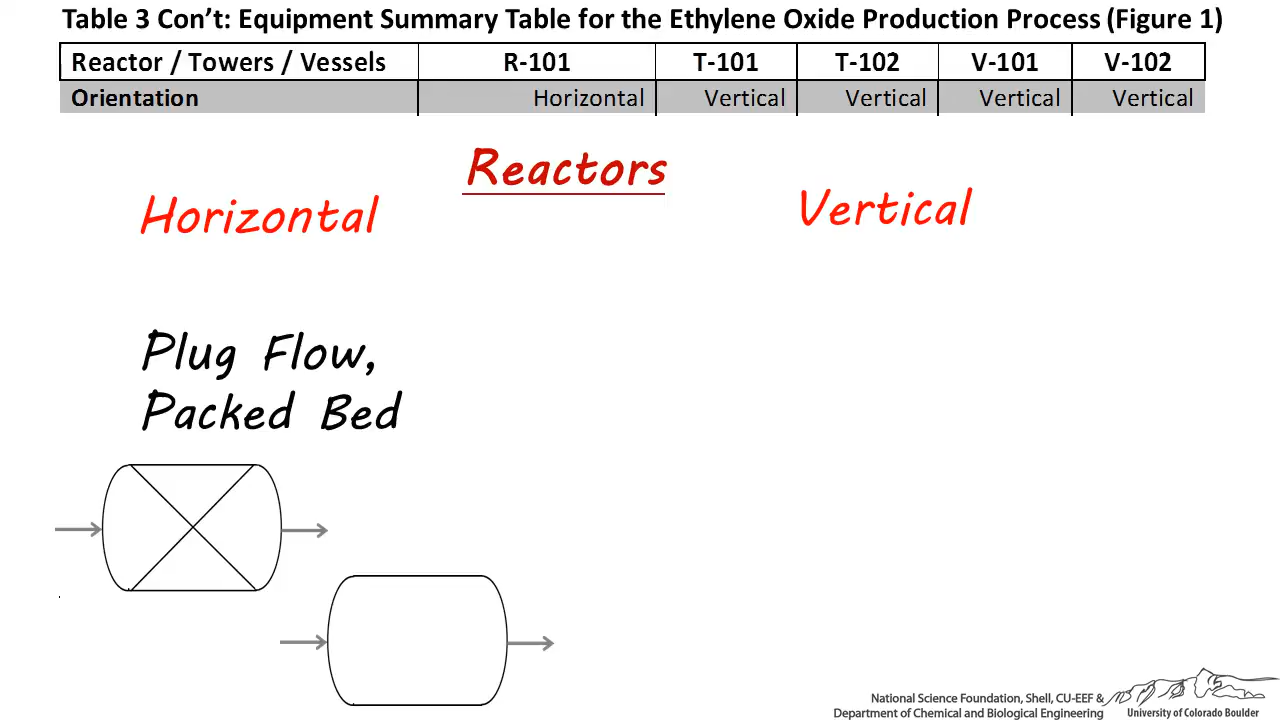 Table 3 Con’t: Equipment Summary Table for the Ethylene Oxide Production Process (Figure 1)
Reactor / Towers / Vessels R-101 T-101 T-102 V-101 V-102
Orientation Horizontal Vertical Vertical Vertical Vertical
Reactors
Horizontal Vertical
Plug Flow,
Packed Bed
National Science Foundation, Shell, CU-EEF &
Department of Chemical and Biological Engineering
University of Colorado Boulder